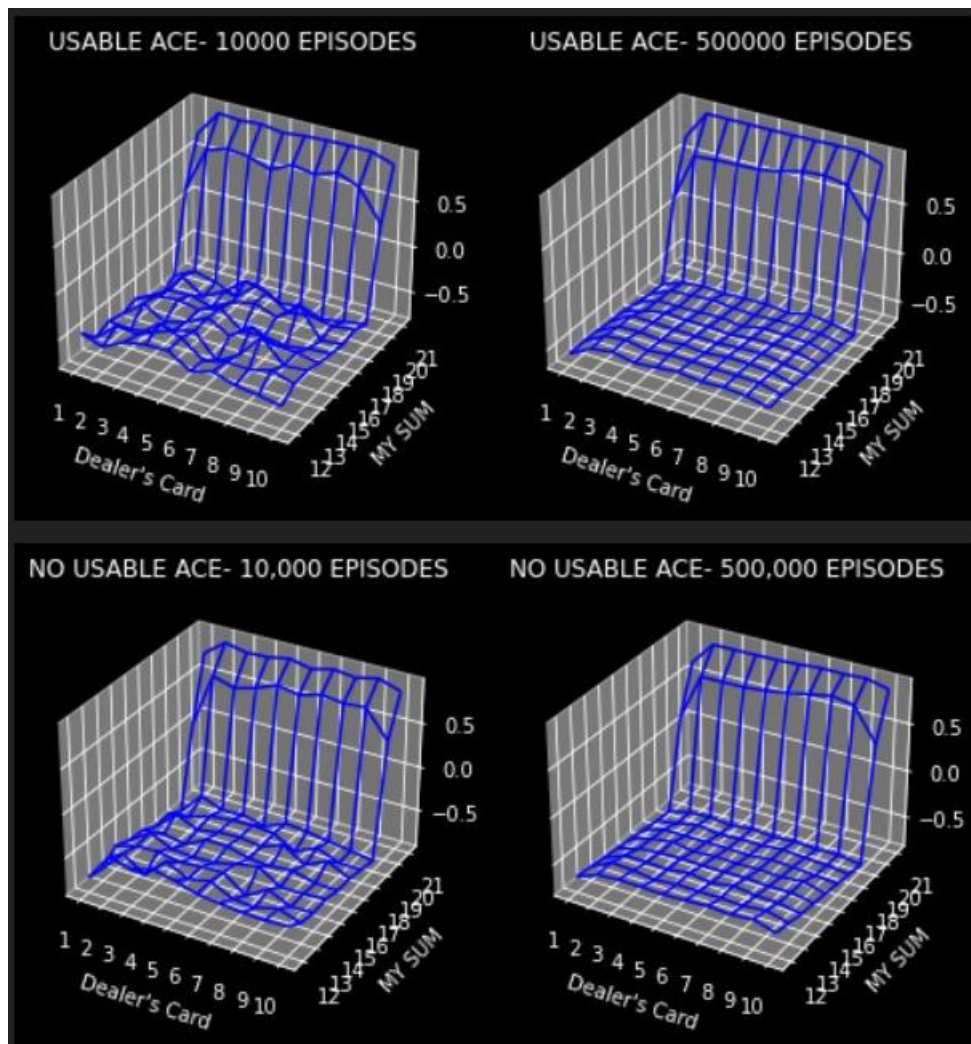 USABLE ACE- 10000 EPISODES
0.5
0.0
−0.5
1 2 3 4 5 6 7 8 9 10
Dealer's Card
12 13 14 15 16 17 18 19 20 21
MY SUM
USABLE ACE- 500000 EPISODES
0.5
0.0
−0.5
1 2 3 4 5 6 7 8 9 10
Dealer's Card
12 13 14 15 16 17 18 19 20 21
MY SUM
NO USABLE ACE- 10,000 EPISODES
0.5
0.0
−0.5
1 2 3 4 5 6 7 8 9 10
Dealer's Card
12 13 14 15 16 17 18 19 20 21
MY SUM
NO USABLE ACE- 500,000 EPISODES
0.5
0.0
−0.5
1 2 3 4 5 6 7 8 9 10
Dealer's Card
12 13 14 15 16 17 18 19 20 21
MY SUM